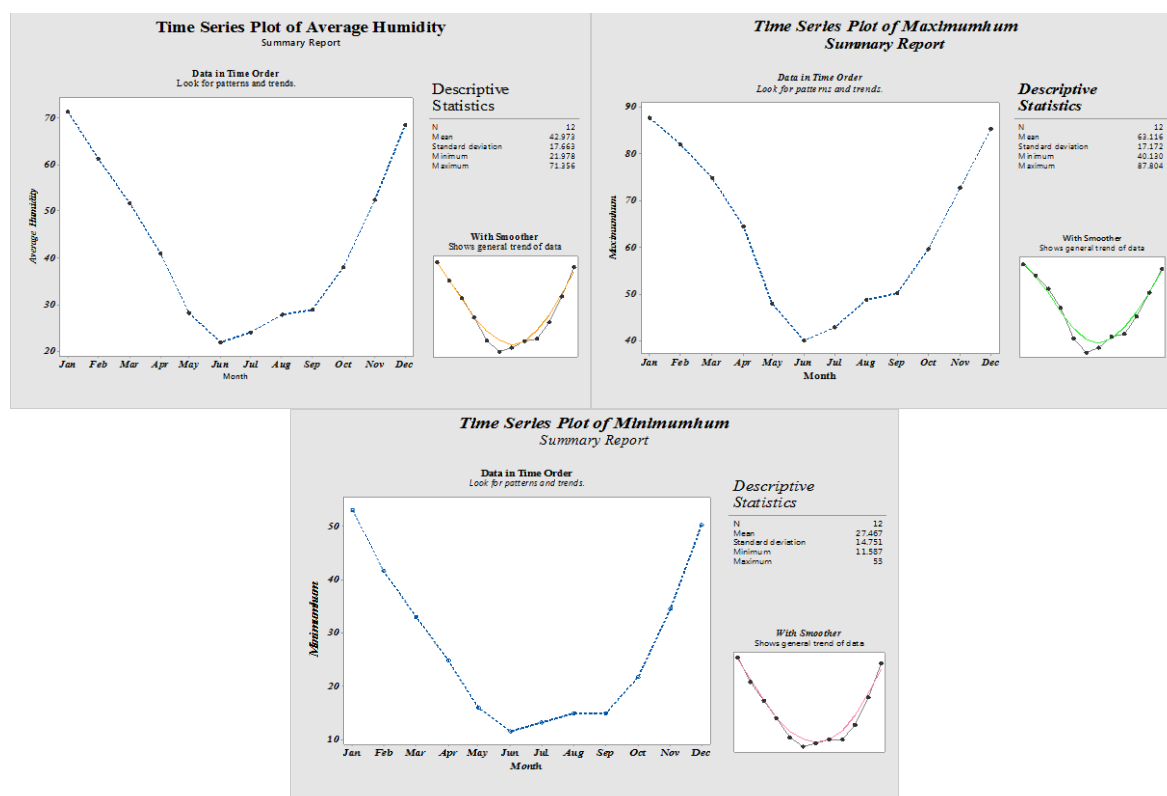 Time Series Plot of Average Humidity
Summary Report
Data in Time Order
Look for patterns and trends.
Average Humidity
70
60
50
40
30
20
Jan Feb Mar Apr May Jun Jul Aug Sep Oct Nov Dec
Month
Descriptive
Statistics
N 12
Mean 42.973
Standard deviation 17.663
Minimum 21.978
Maximum 71.356
With Smoother
Shows general trend of data
Time Series Plot of Maximumhum
Summary Report
Data in Time Order
Look for patterns and trends.
Maximumhum
90
80
70
60
50
40
Jan Feb Mar Apr May Jun Jul Aug Sep Oct Nov Dec
Month
Descriptive
Statistics
N 12
Mean 63.116
Standard deviation 17.172
Minimum 40.130
Maximum 87.804
With Smoother
Shows general trend of data
Time Series Plot of Minimumhum
Summary Report
Data in Time Order
Look for patterns and trends.
Minimumhum
50
40
30
20
10
Jan Feb Mar Apr May Jun Jul Aug Sep Oct Nov Dec
Month
Descriptive
Statistics
N 12
Mean 27.467
Standard deviation 14.751
Minimum 11.587
Maximum 53
With Smoother
Shows general trend of data